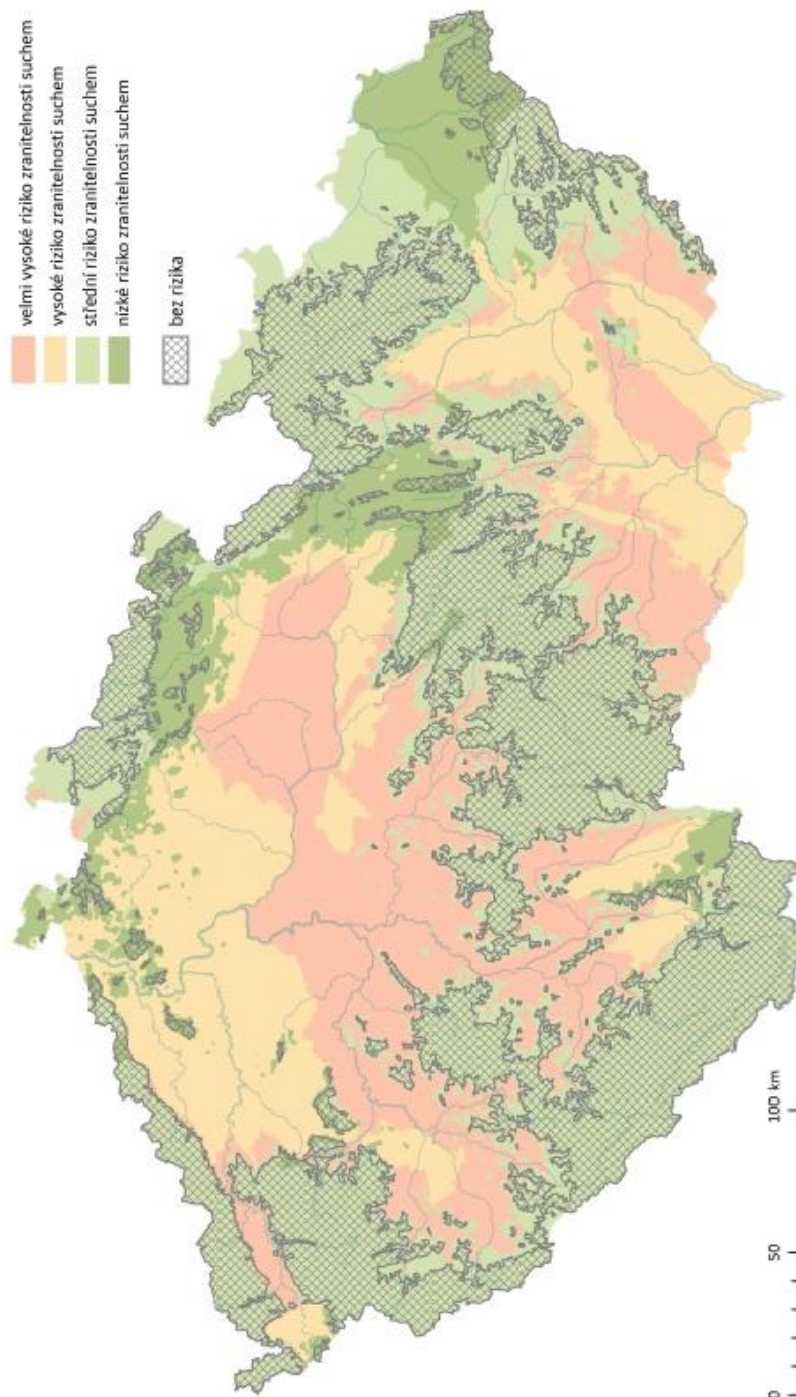 velmi vysoké riziko zranitelnosti suchem
vysoké riziko zranitelnosti suchem
střední riziko zranitelnosti suchem
nízké riziko zranitelnosti suchem
bez rizika
0
50
100 km